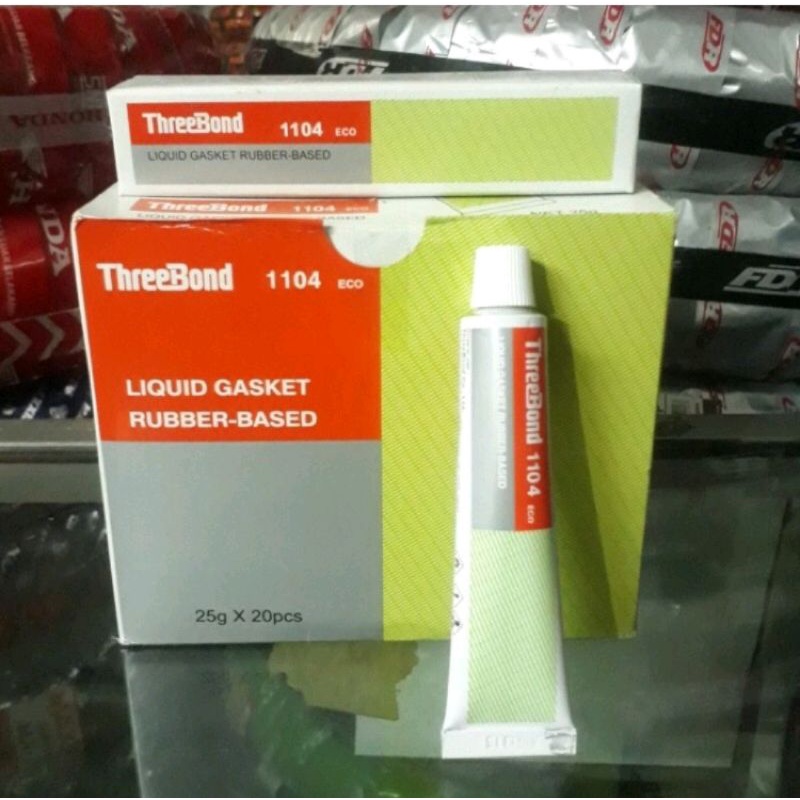 ThreeBond 1104 ECO
LIQUID GASKET RUBBER-BASED
ThreeBond 1104 ECO
ThreeBond 1104 ECO
LIQUID GASKET
RUBBER-BASED
25g X 20pcs
ThreeBond 1104 ECO
HONDA
FDR
FDR